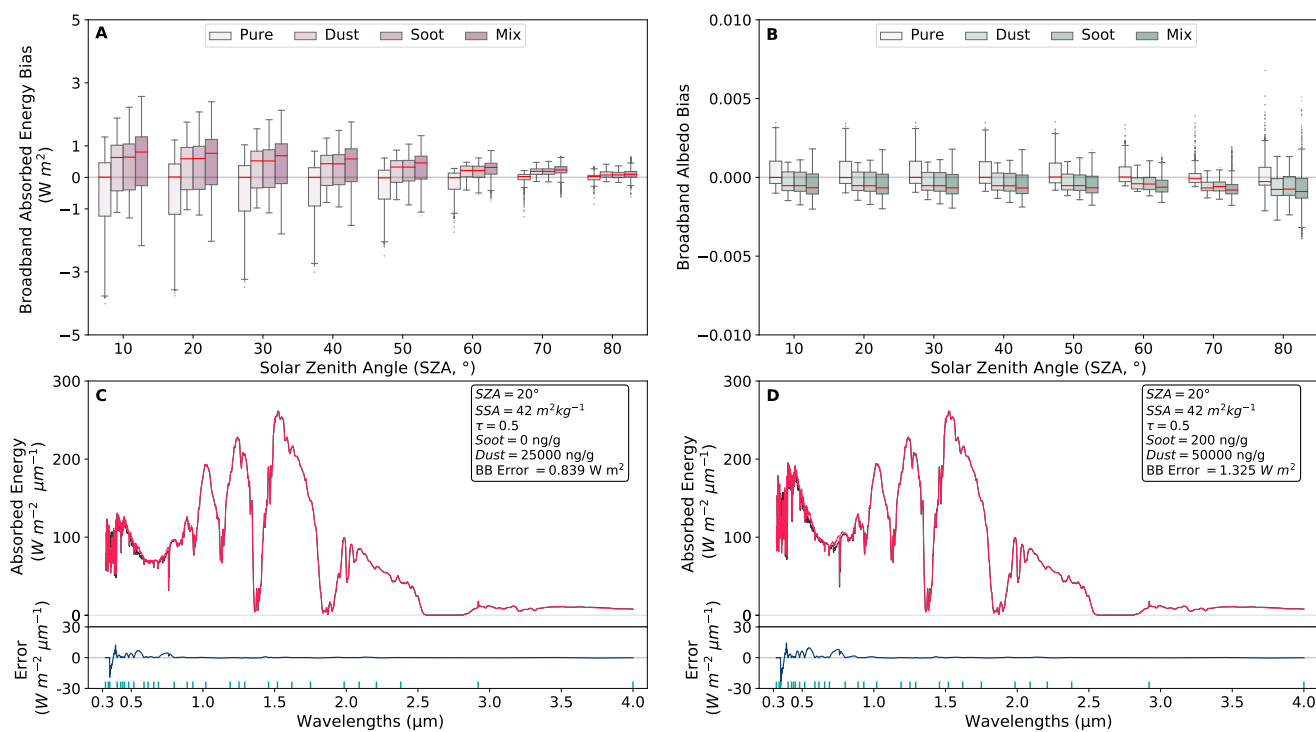 A
Pure Dust Soot Mix
Broadband Absorbed Energy Bias
(W m²)
5
3
1
0
−1
−3
−5
10 20 30 40 50 60 70 80
Solar Zenith Angle (SZA, °)
B
Pure Dust Soot Mix
Broadband Albedo Bias
0.010
0.005
0.000
−0.005
−0.010
10 20 30 40 50 60 70 80
Solar Zenith Angle (SZA, °)
C
SZA = 20°
SSA = 42 m²kg⁻¹
τ = 0.5
Soot = 0 ng/g
Dust = 25000 ng/g
BB Error = 0.839 W m²
Absorbed Energy
(W m⁻² μm⁻¹)
300
200
100
0
Error
(W m⁻² μm⁻¹)
30
0
-30
0.3 0.5 1.0 1.5 2.0 2.5 3.0 3.5 4.0
Wavelengths (μm)
D
SZA = 20°
SSA = 42 m²kg⁻¹
τ = 0.5
Soot = 200 ng/g
Dust = 50000 ng/g
BB Error = 1.325 W m²
Absorbed Energy
(W m⁻² μm⁻¹)
300
200
100
0
Error
(W m⁻² μm⁻¹)
30
0
-30
0.3 0.5 1.0 1.5 2.0 2.5 3.0 3.5 4.0
Wavelengths (μm)